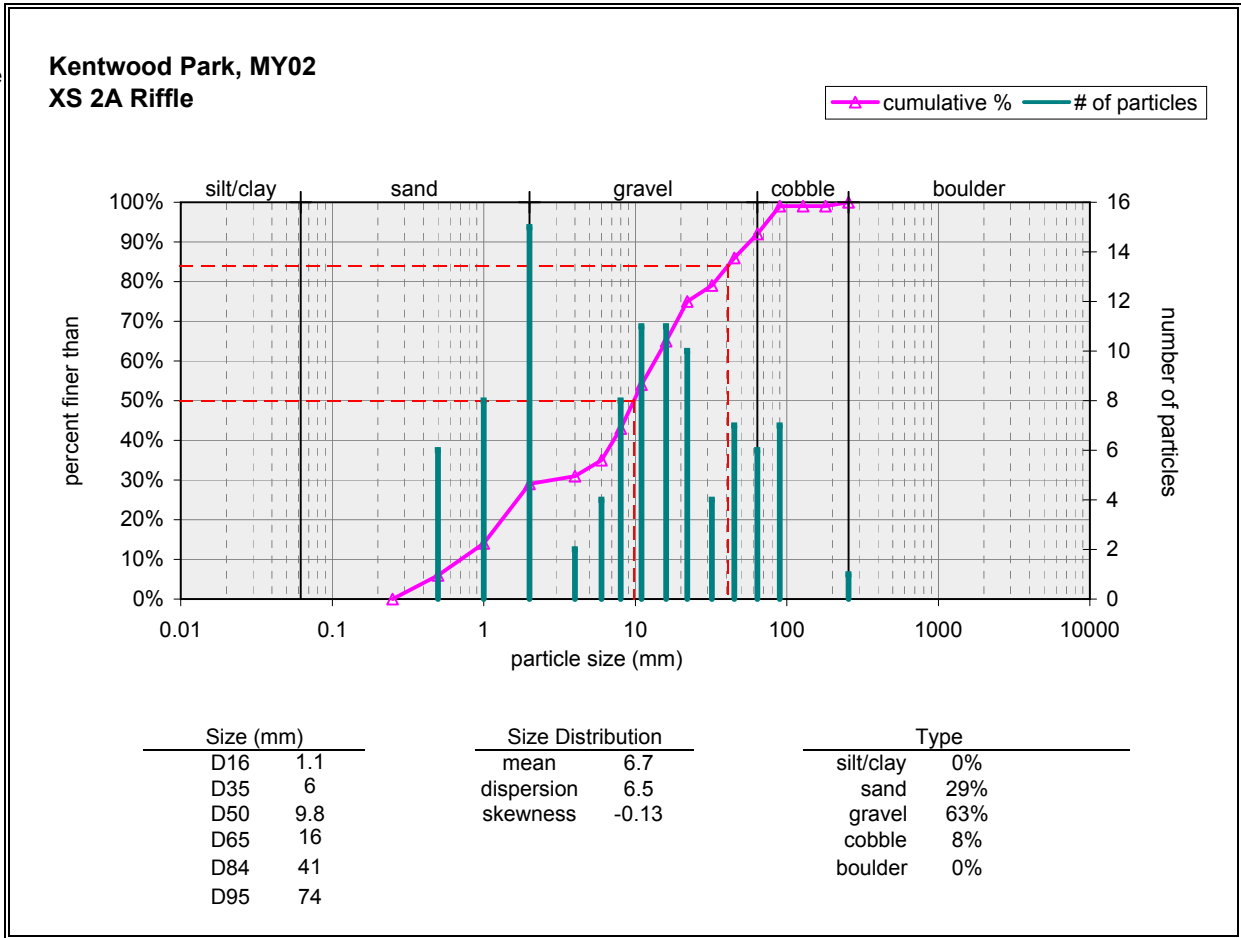 e
Kentwood Park, MY02
XS 2A Riffle
cumulative % # of particles
silt/clay sand gravel cobble boulder
100% 16
90%
14
80%
12
70%
10
60%
50% 8
40%
6
30%
4
20%
2
10%
0% 0
percent finer than
number of particles
0.01 0.1 1 10 100 1000 10000
particle size (mm)
Size (mm) Size Distribution Type
D16 1.1 mean 6.7 silt/clay 0%
D35 6 dispersion 6.5 sand 29%
D50 9.8 skewness -0.13 gravel 63%
D65 16 cobble 8%
D84 41 boulder 0%
D95 74